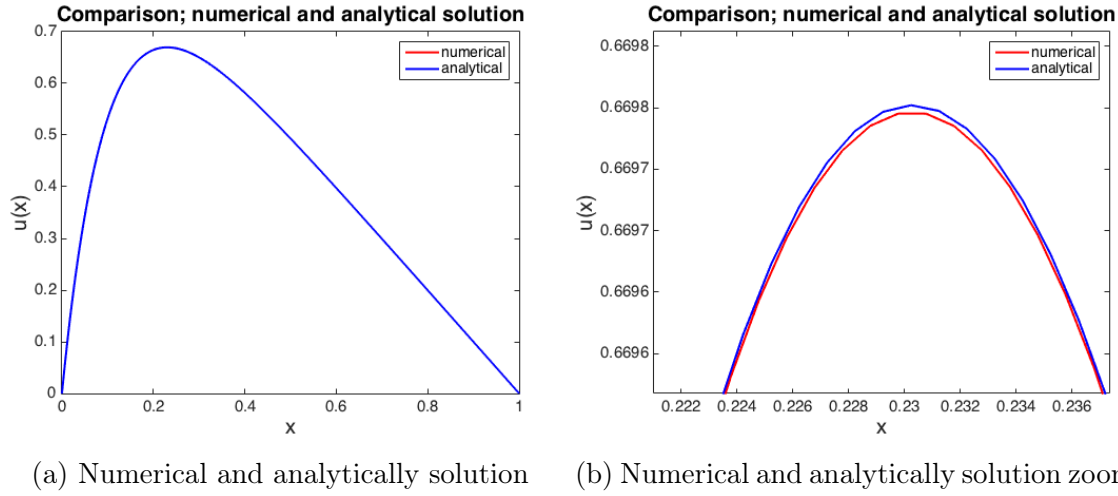 Comparison; numerical and analytical solution
numerical
analytical
0.7
0.6
0.5
0.4
0.3
0.2
0.1
0
u(x)
0 0.2 0.4 0.6 0.8 1
x
(a) Numerical and analytically solution
Comparison; numerical and analytical solution
numerical
analytical
0.6698
0.6698
0.6697
0.6697
0.6696
0.6696
u(x)
0.222 0.224 0.226 0.228 0.23 0.232 0.234 0.236
x
(b) Numerical and analytically solution zoom